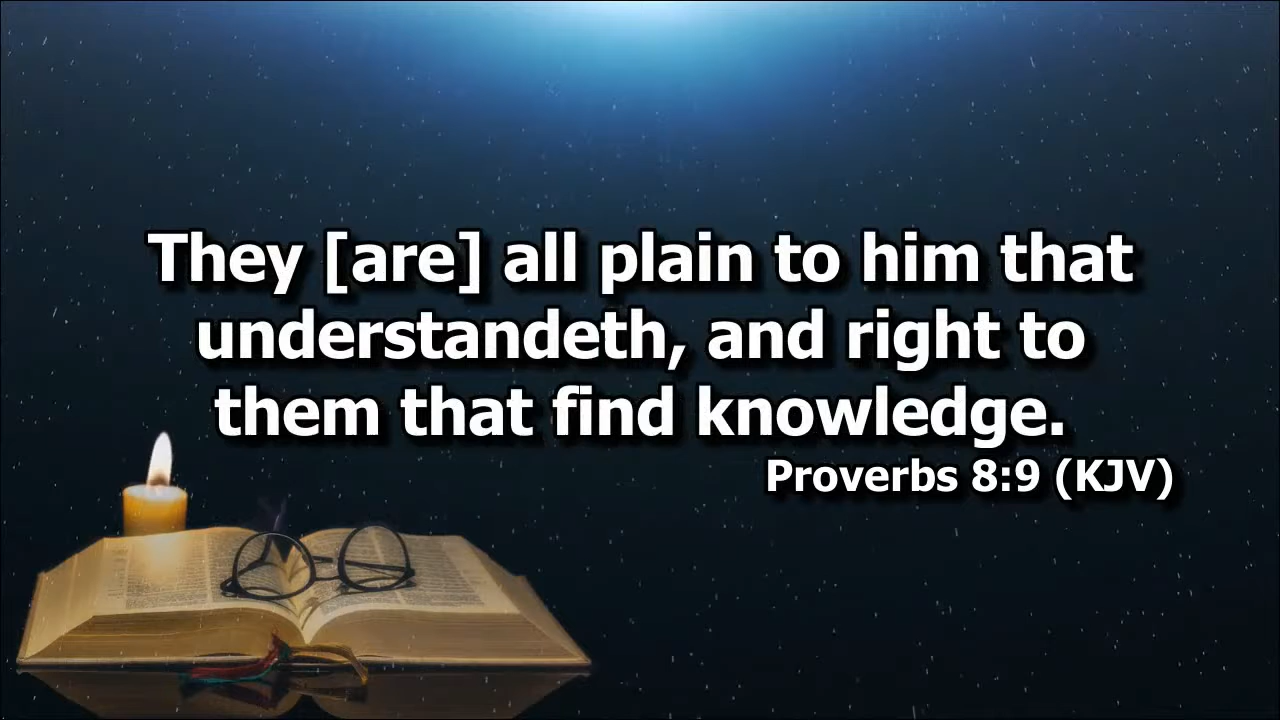 They [are] all plain to him that
understandeth, and right to
them that find knowledge.
Proverbs 8:9 (KJV)